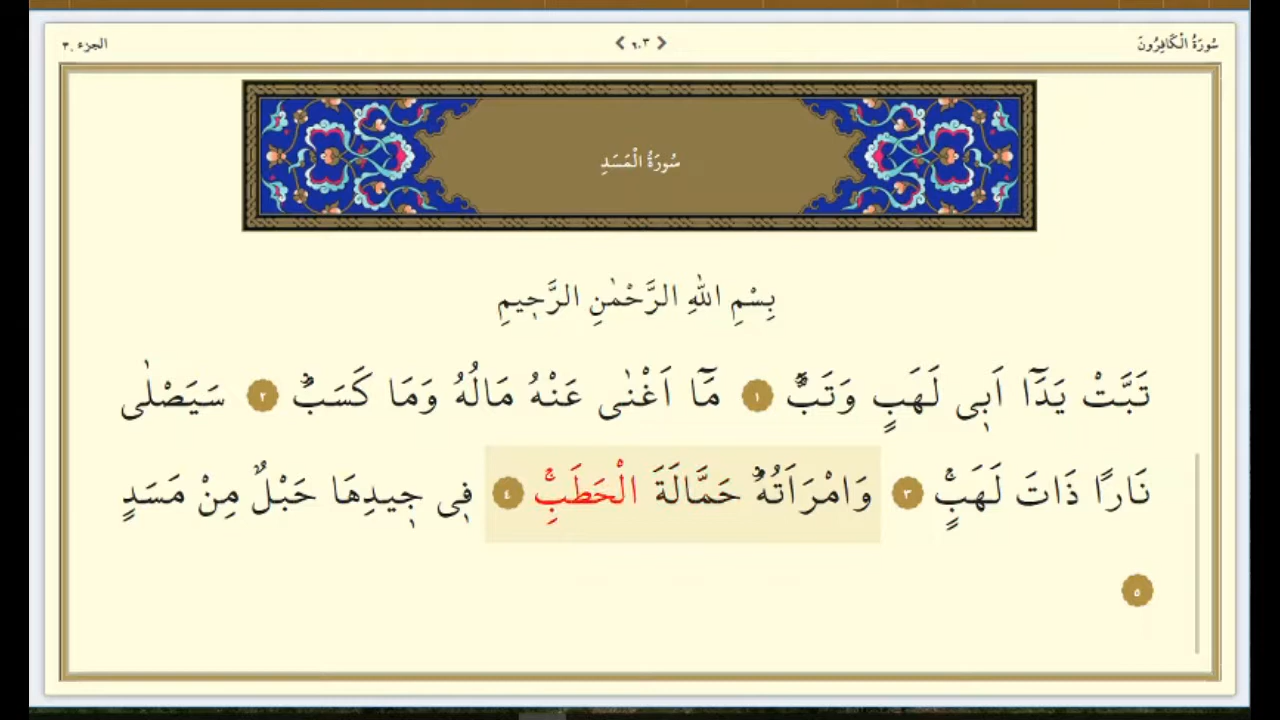 سُورَةُ الْكَافِرُونَ ٦٠٣ الجزء ٣٠
سُورَةُ الْمَسَدِ
بِسْمِ اللّٰهِ الرَّحْمٰنِ الرَّحٖيمِ
تَبَّتْ يَدَٓا اَبٖى لَهَبٍ وَتَبَّۜ ١ مَٓا اَغْنٰى عَنْهُ مَالُهُ وَمَا كَسَبَۜ ٢ سَيَصْلٰى
نَارًا ذَاتَ لَهَبٍۚ ٣ وَامْرَاَتُهُۜ حَمَّالَةَ الْحَطَبِۚ ٤ فٖى جٖيدِهَا حَبْلٌ مِنْ مَسَدٍ
٥